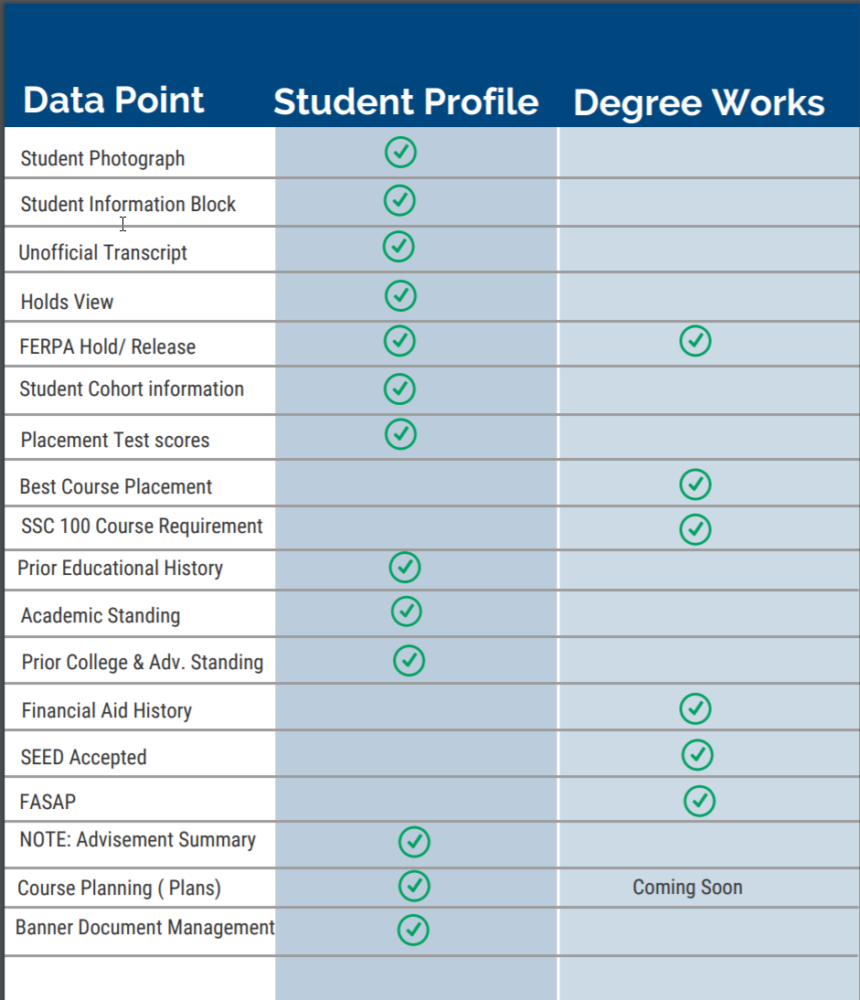 Data Point Student Profile Degree Works
Student Photograph
Student Information Block
Unofficial Transcript
Holds View
FERPA Hold/ Release
Student Cohort information
Placement Test scores
Best Course Placement
SSC 100 Course Requirement
Prior Educational History
Academic Standing
Prior College & Adv. Standing
Financial Aid History
SEED Accepted
FASAP
NOTE: Advisement Summary
Course Planning ( Plans) Coming Soon
Banner Document Management